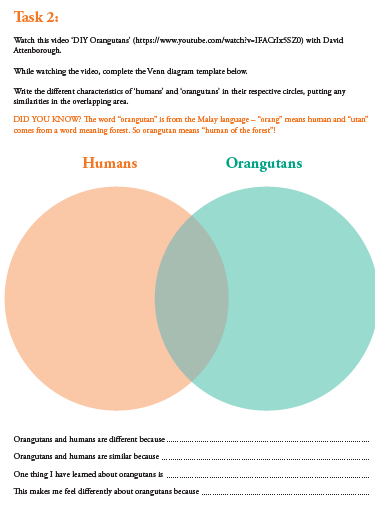 Task 2:
Watch this video 'DIY Orangutans' (https://www.youtube.com/watch?v=IFACrIx5SZ0) with David
Attenborough.
While watching the video, complete the Venn diagram template below.
Write the different characteristics of 'humans' and 'orangutans' in their respective circles, putting any
similarities in the overlapping area.
DID YOU KNOW? The word "orangutan" is from the Malay language – "orang" means human and "utan"
comes from a word meaning forest. So orangutan means "human of the forest"!
Humans Orangutans
Orangutans and humans are different because
Orangutans and humans are similar because
One thing I have learned about orangutans is
This makes me feel differently about orangutans because